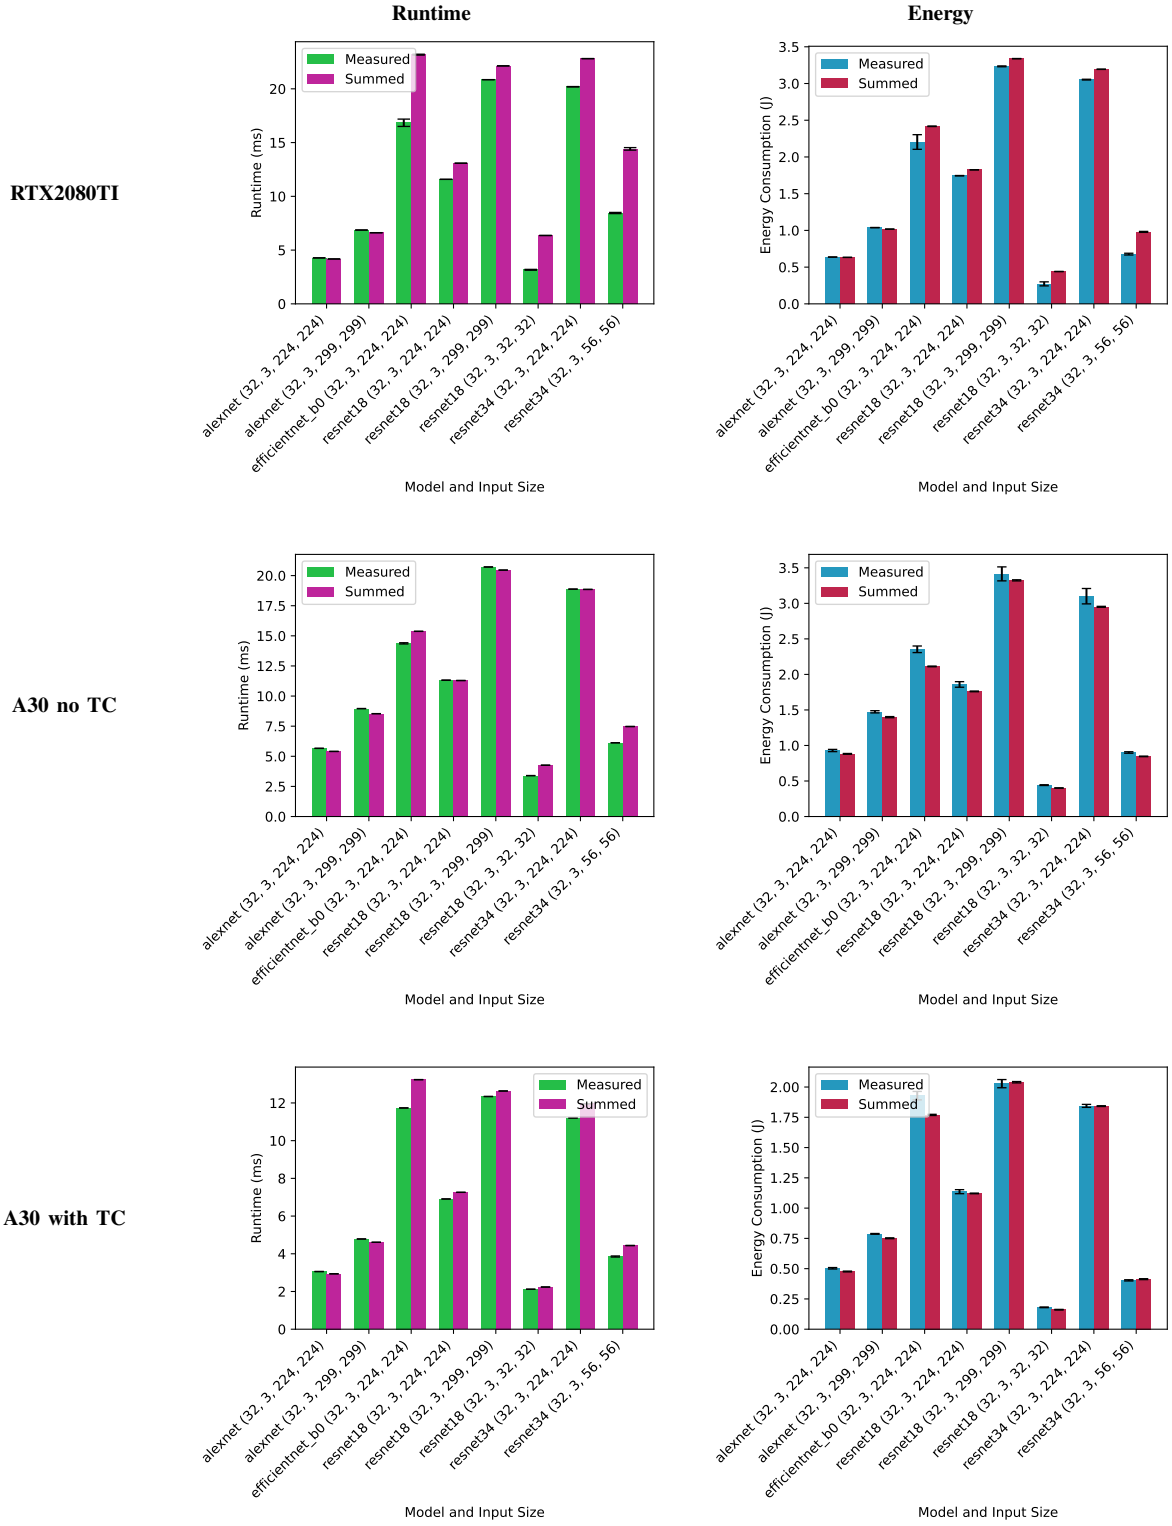 Runtime
Energy
RTX2080TI
Measured
Summed
Runtime (ms)
0
5
10
15
20
alexnet (32, 3, 224, 224)
alexnet (32, 3, 299, 299)
efficientnet_b0 (32, 3, 224, 224)
resnet18 (32, 3, 224, 224)
resnet18 (32, 3, 299, 299)
resnet18 (32, 3, 32, 32)
resnet34 (32, 3, 224, 224)
resnet34 (32, 3, 56, 56)
Model and Input Size
Measured
Summed
Energy Consumption (J)
0.0
0.5
1.0
1.5
2.0
2.5
3.0
3.5
alexnet (32, 3, 224, 224)
alexnet (32, 3, 299, 299)
efficientnet_b0 (32, 3, 224, 224)
resnet18 (32, 3, 224, 224)
resnet18 (32, 3, 299, 299)
resnet18 (32, 3, 32, 32)
resnet34 (32, 3, 224, 224)
resnet34 (32, 3, 56, 56)
Model and Input Size
A30 no TC
Measured
Summed
Runtime (ms)
0.0
2.5
5.0
7.5
10.0
12.5
15.0
17.5
20.0
alexnet (32, 3, 224, 224)
alexnet (32, 3, 299, 299)
efficientnet_b0 (32, 3, 224, 224)
resnet18 (32, 3, 224, 224)
resnet18 (32, 3, 299, 299)
resnet18 (32, 3, 32, 32)
resnet34 (32, 3, 224, 224)
resnet34 (32, 3, 56, 56)
Model and Input Size
Measured
Summed
Energy Consumption (J)
0.0
0.5
1.0
1.5
2.0
2.5
3.0
3.5
alexnet (32, 3, 224, 224)
alexnet (32, 3, 299, 299)
efficientnet_b0 (32, 3, 224, 224)
resnet18 (32, 3, 224, 224)
resnet18 (32, 3, 299, 299)
resnet18 (32, 3, 32, 32)
resnet34 (32, 3, 224, 224)
resnet34 (32, 3, 56, 56)
Model and Input Size
A30 with TC
Measured
Summed
Runtime (ms)
0
2
4
6
8
10
12
alexnet (32, 3, 224, 224)
alexnet (32, 3, 299, 299)
efficientnet_b0 (32, 3, 224, 224)
resnet18 (32, 3, 224, 224)
resnet18 (32, 3, 299, 299)
resnet18 (32, 3, 32, 32)
resnet34 (32, 3, 224, 224)
resnet34 (32, 3, 56, 56)
Model and Input Size
Measured
Summed
Energy Consumption (J)
0.00
0.25
0.50
0.75
1.00
1.25
1.50
1.75
2.00
alexnet (32, 3, 224, 224)
alexnet (32, 3, 299, 299)
efficientnet_b0 (32, 3, 224, 224)
resnet18 (32, 3, 224, 224)
resnet18 (32, 3, 299, 299)
resnet18 (32, 3, 32, 32)
resnet34 (32, 3, 224, 224)
resnet34 (32, 3, 56, 56)
Model and Input Size